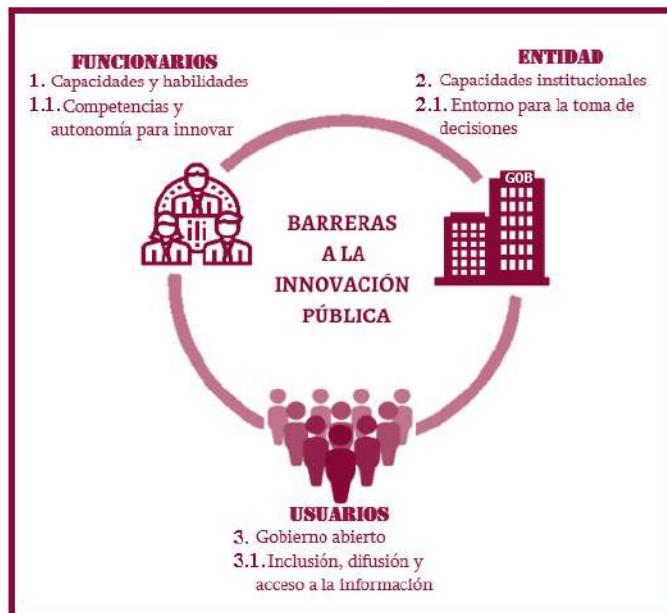 FUNCIONARIOS
1. Capacidades y habilidades
1.1. Competencias y
autonomía para innovar
ENTIDAD
2. Capacidades institucionales
2.1. Entorno para la toma de
decisiones
GOB
BARRERAS
A LA
INNOVACIÓN
PÚBLICA
USUARIOS
3. Gobierno abierto
3.1. Inclusión, difusión y
acceso a la información